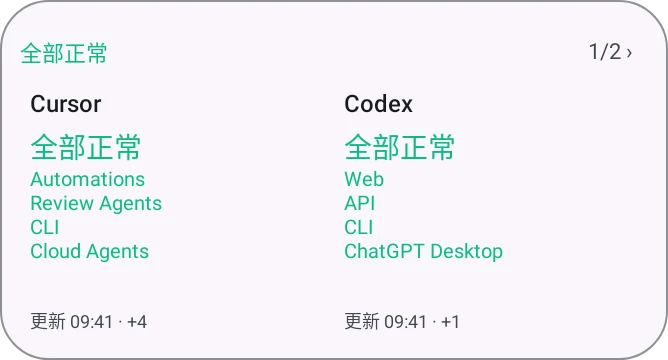 全部正常
1/2 ›
Cursor
全部正常
Automations
Review Agents
CLI
Cloud Agents
更新 09:41 · +4
Codex
全部正常
Web
API
CLI
ChatGPT Desktop
更新 09:41 · +1